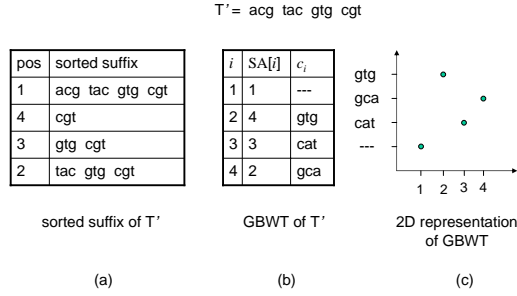 T' = acg tac gtg cgt
pos sorted suffix
1 acg tac gtg cgt
4 cgt
3 gtg cgt
2 tac gtg cgt
sorted suffix of T'
(a)
i SA[i] cᵢ
1 1 ---
2 4 gtg
3 3 cat
4 2 gca
GBWT of T'
(b)
gtg
gca
cat
---
1 2 3 4
2D representation
of GBWT
(c)